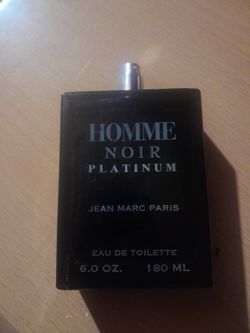 HOMME
NOIR
PLATINUM
JEAN MARC PARIS
EAU DE TOILETTE
6.0 OZ. 180 ML